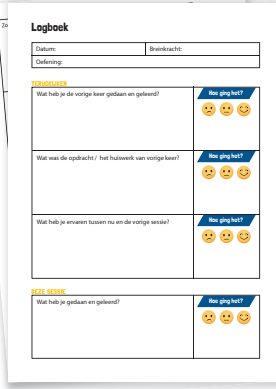 Logboek
Datum:
Breinkracht:
Oefening:
TERUGKIJKEN
Wat heb je de vorige keer gedaan en geleerd?
Hoe ging het?
Wat was de opdracht / het huiswerk van vorige keer?
Hoe ging het?
Wat heb je ervaren tussen nu en de vorige sessie?
Hoe ging het?
DEZE SESSIE
Wat heb je gedaan en geleerd?
Hoe ging het?